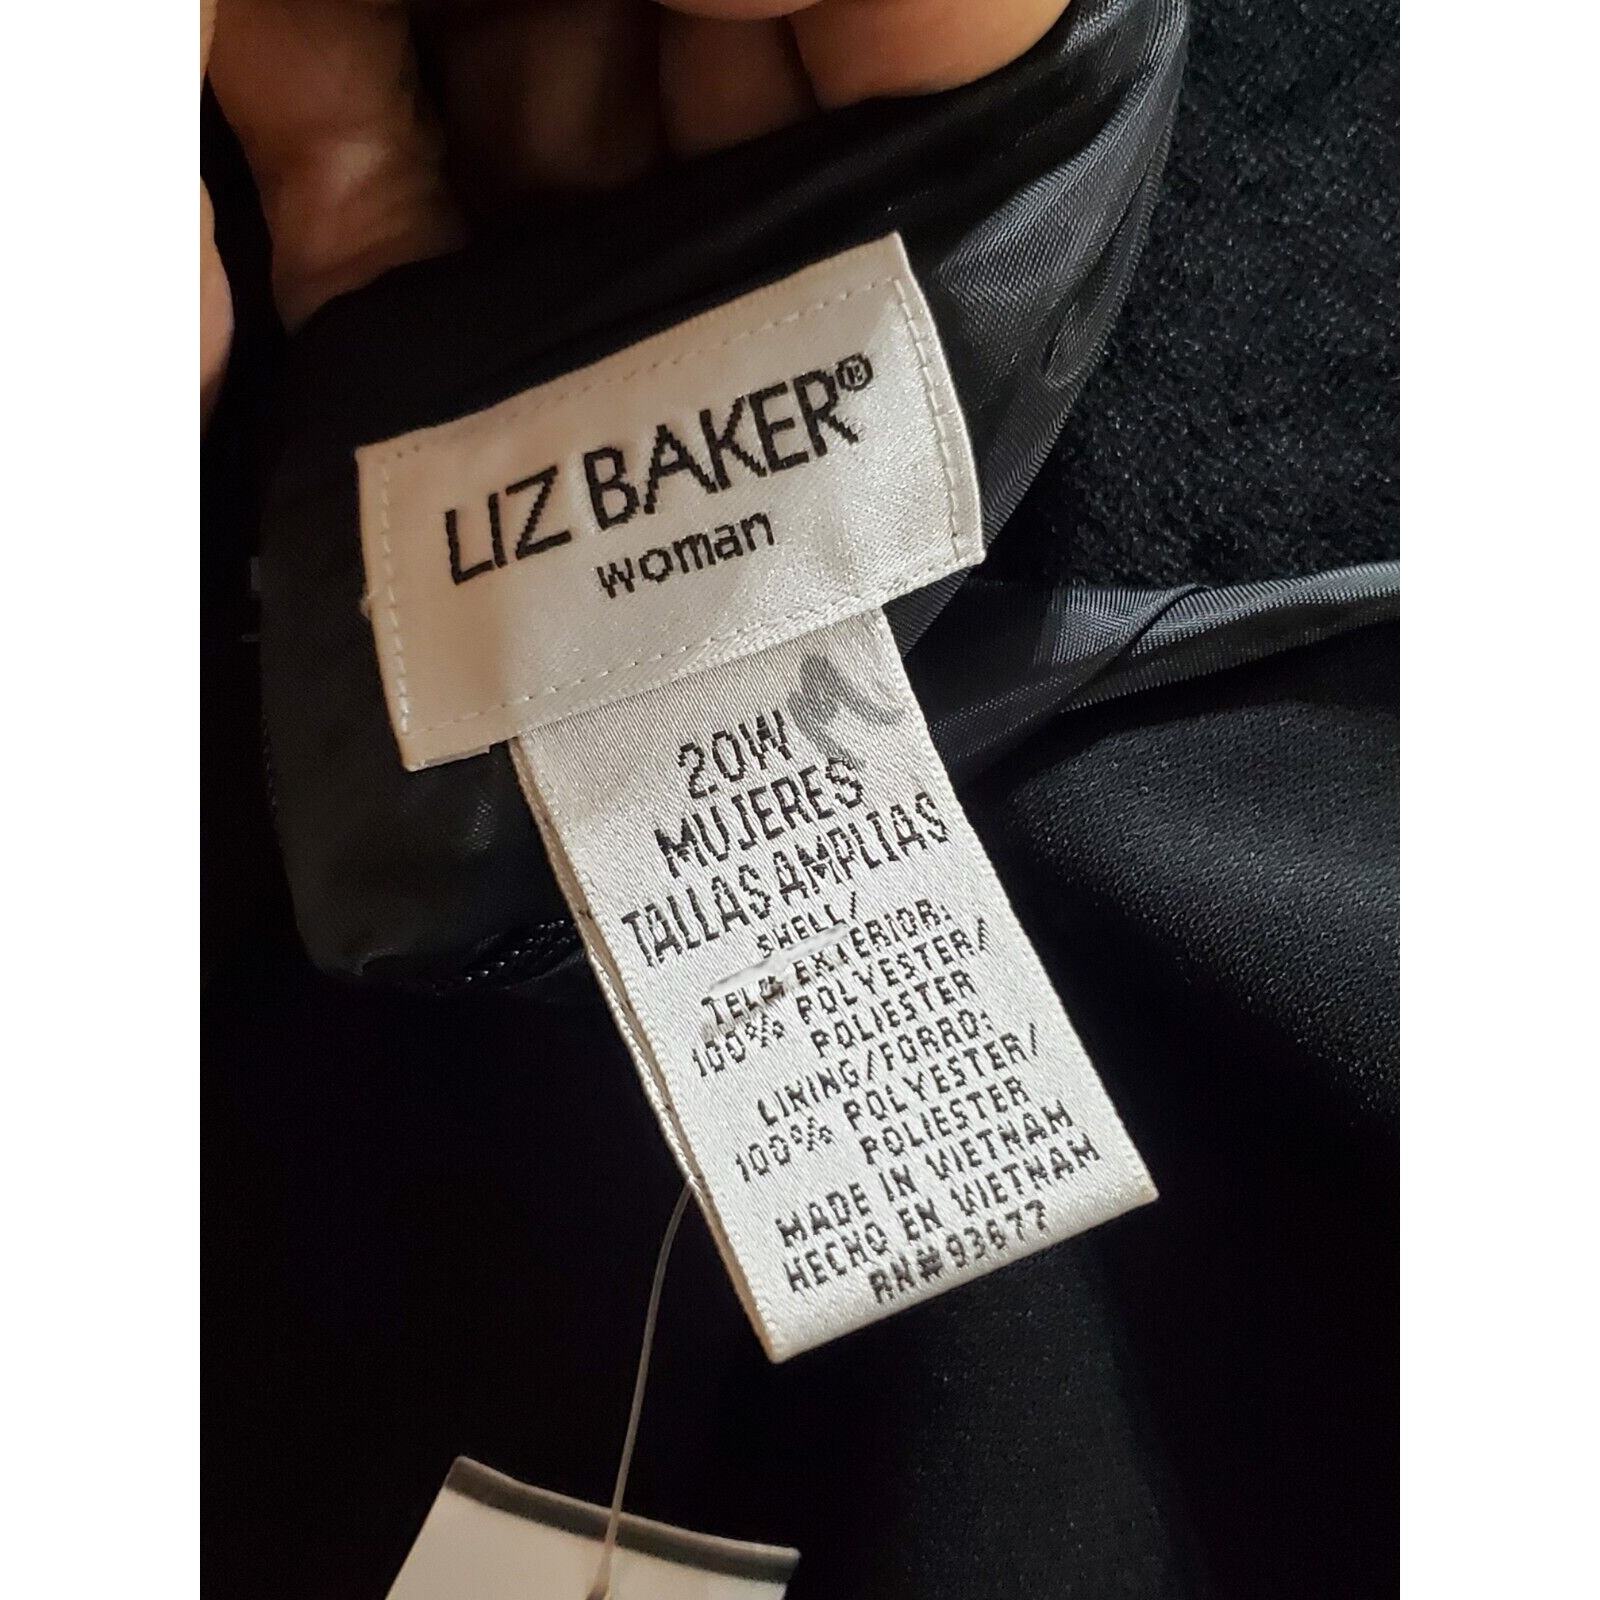 LIZ BAKER®
woman
20W
MUJERES
TALLAS AMPLIAS
SHELL/
TELA EXTERIOR:
100% POLYESTER/
POLIESTER
LINING/FORRO:
100% POLYESTER/
POLIESTER
MADE IN VIETNAM
HECHO EN VIETNAM
RN#93677